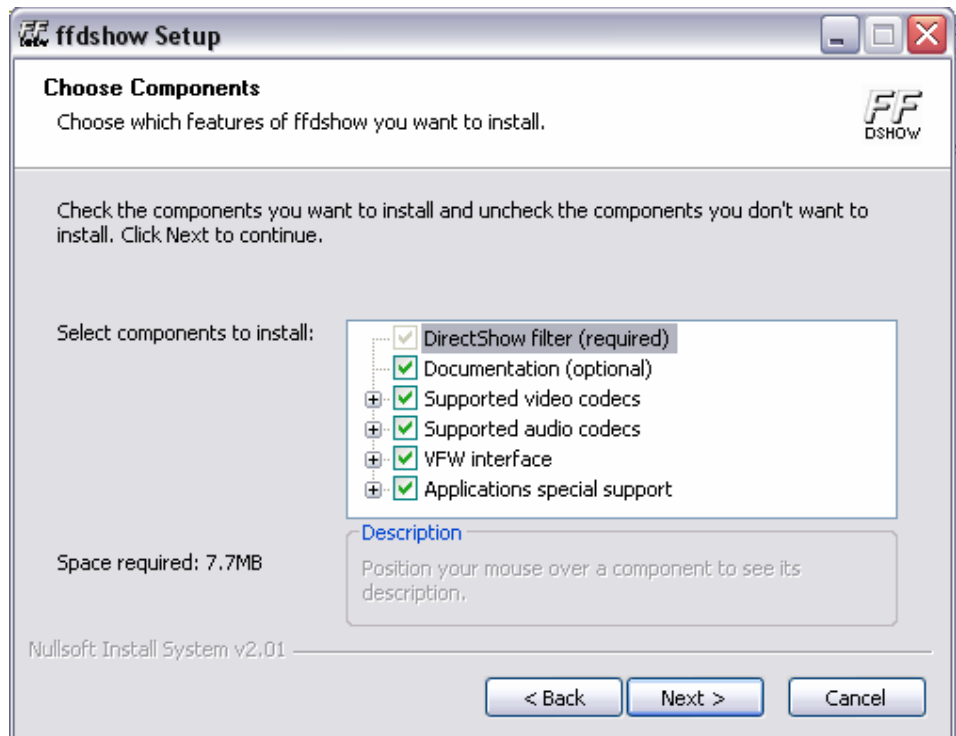 ffdshow Setup
Choose Components
Choose which features of ffdshow you want to install.
FF
DSHOW
Check the components you want to install and uncheck the components you don't want to
install. Click Next to continue.
Select components to install:
DirectShow filter (required)
Documentation (optional)
Supported video codecs
Supported audio codecs
VFW interface
Applications special support
Space required: 7.7MB
Description
Position your mouse over a component to see its
description.
Nullsoft Install System v2.01
< Back
Next >
Cancel